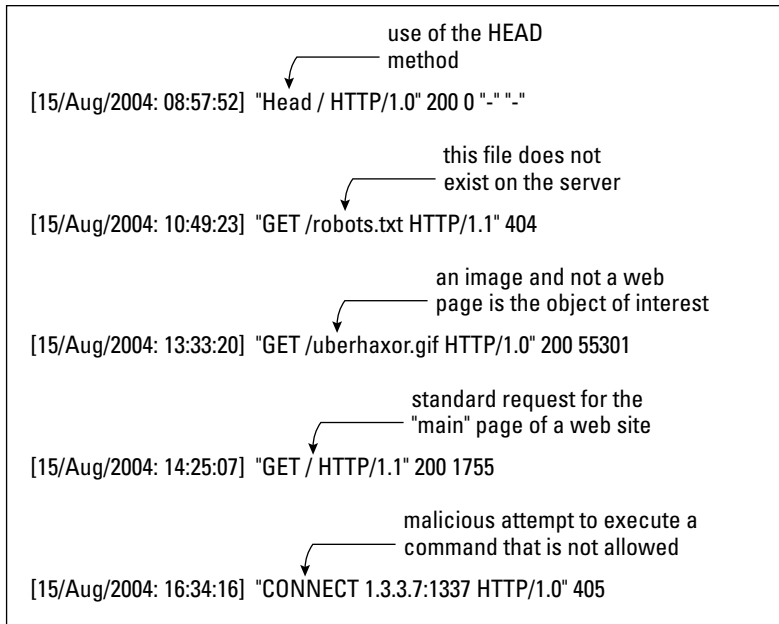 use of the HEAD
method
[15/Aug/2004: 08:57:52] "Head / HTTP/1.0" 200 0 "-" "-"
this file does not
exist on the server
[15/Aug/2004: 10:49:23] "GET /robots.txt HTTP/1.1" 404
an image and not a web
page is the object of interest
[15/Aug/2004: 13:33:20] "GET /uberhaxor.gif HTTP/1.0" 200 55301
standard request for the
"main" page of a web site
[15/Aug/2004: 14:25:07] "GET / HTTP/1.1" 200 1755
malicious attempt to execute a
command that is not allowed
[15/Aug/2004: 16:34:16] "CONNECT 1.3.3.7:1337 HTTP/1.0" 405